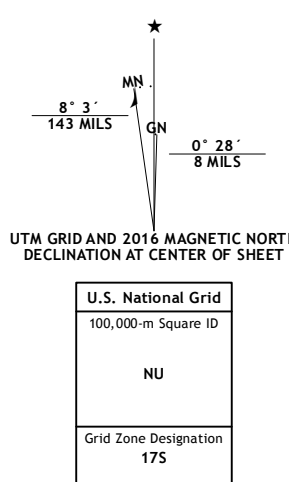 ★
MN
8° 3´
143 MILS
GN
0° 28´
8 MILS
UTM GRID AND 2016 MAGNETIC NORT
DECLINATION AT CENTER OF SHEET
U.S. National Grid
100,000-m Square ID
NU
Grid Zone Designation
17S